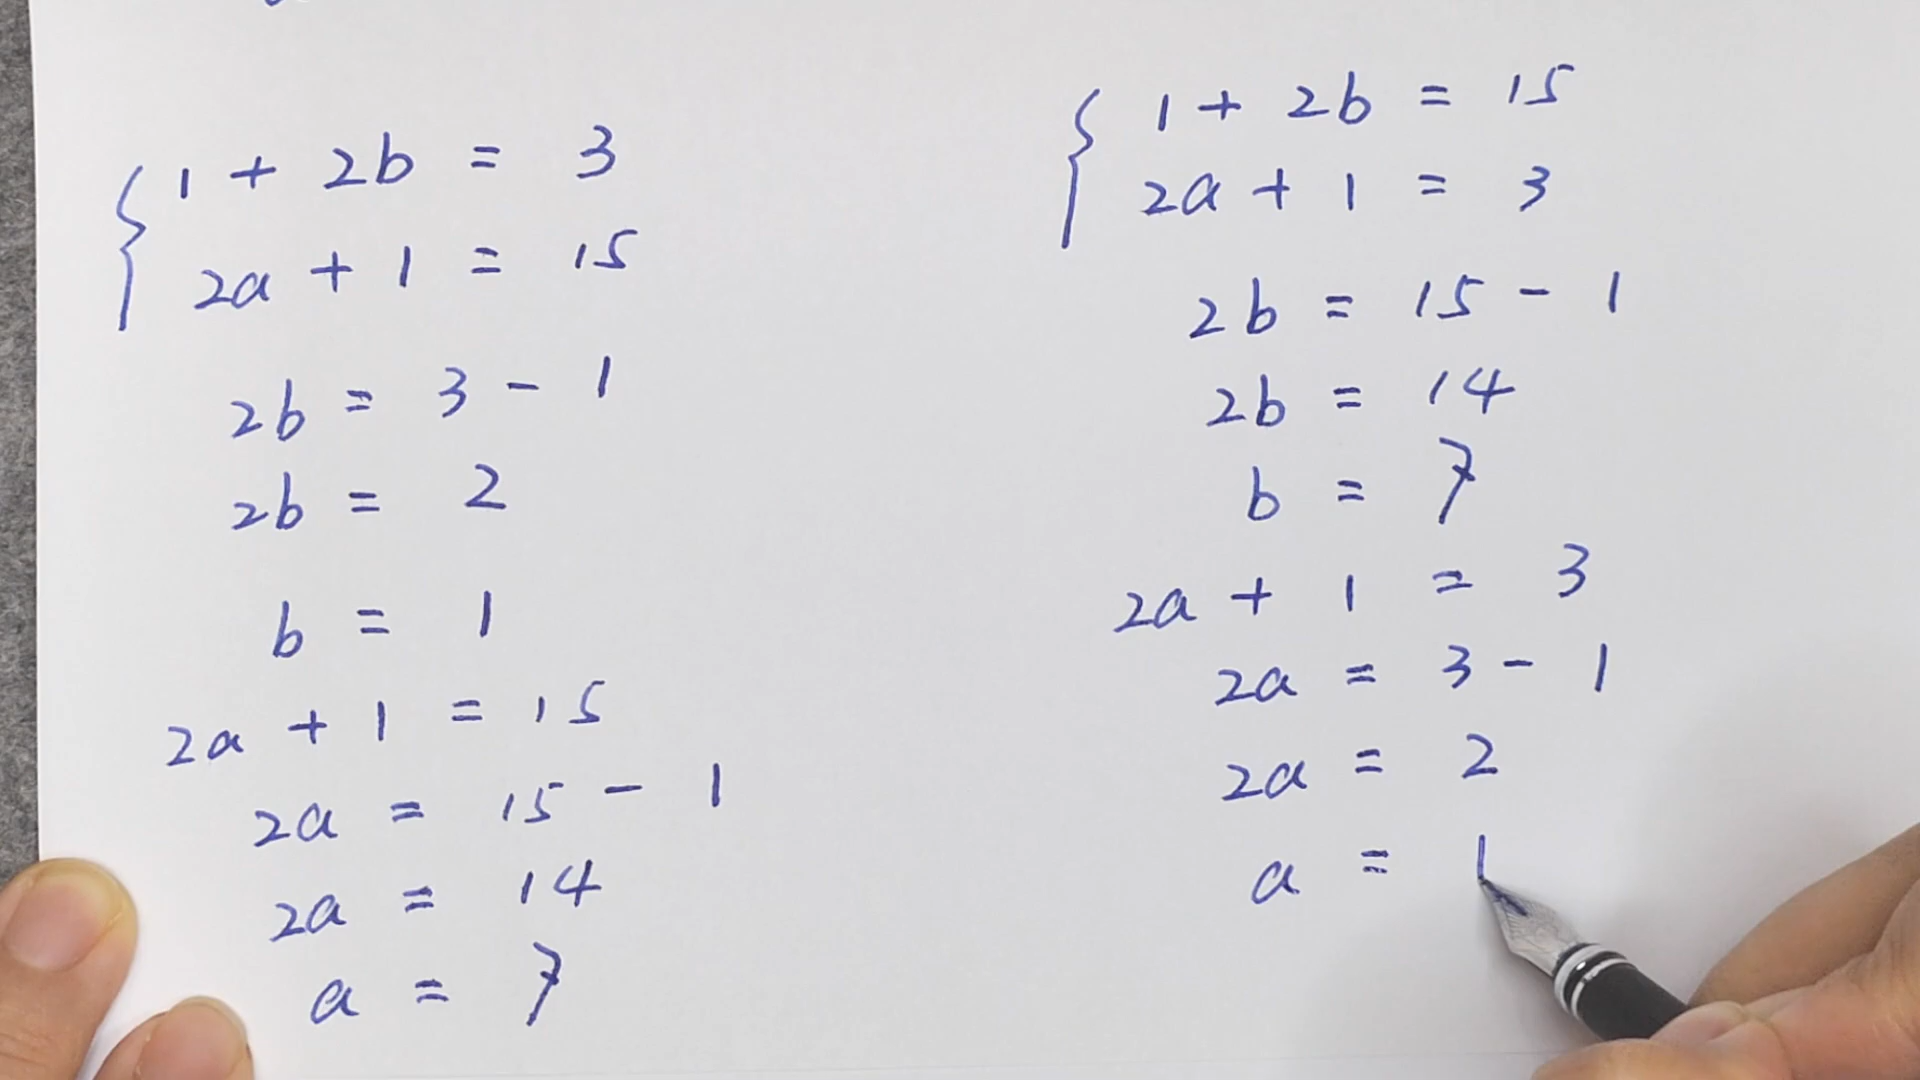 1 + 2b = 3
2a + 1 = 15
2b = 3 - 1
2b = 2
b = 1
2a + 1 = 15
2a = 15 - 1
2a = 14
a = 7
1 + 2b = 15
2a + 1 = 3
2b = 15 - 1
2b = 14
b = 7
2a + 1 = 3
2a = 3 - 1
2a = 2
a = 1